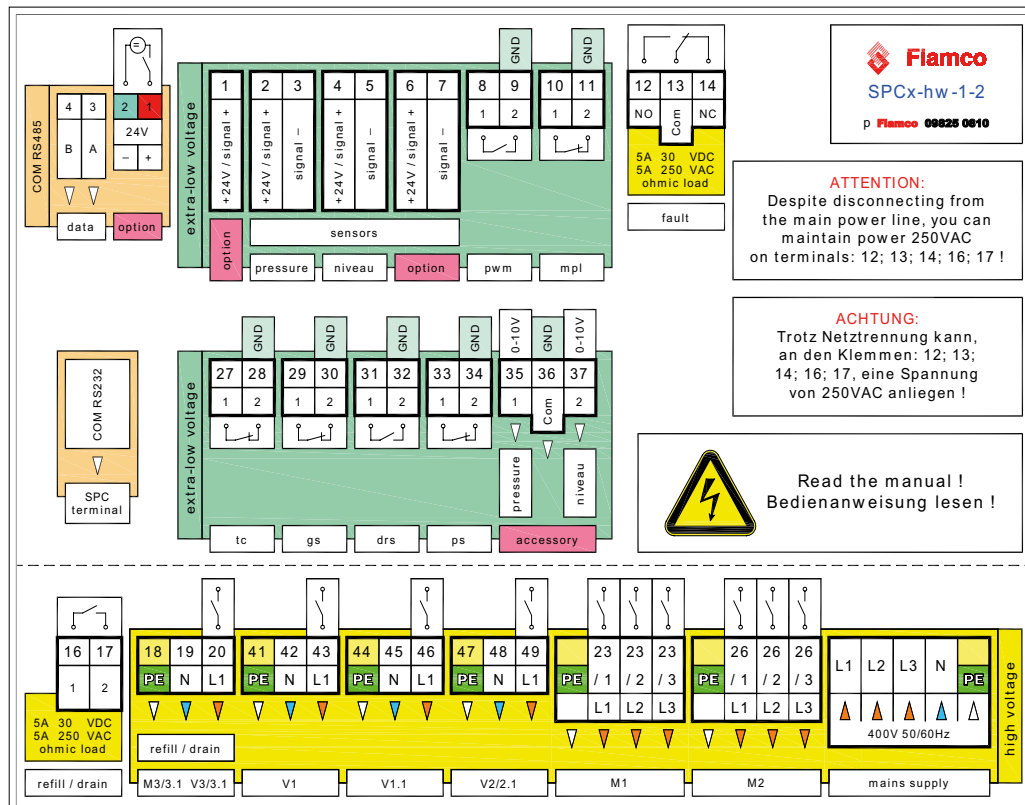 Flamco
SPCx-hw-1-2
p Flamco 09825 0610
ATTENTION:
Despite disconnecting from
the main power line, you can
maintain power 250VAC
on terminals: 12; 13; 14; 16; 17 !
ACHTUNG:
Trotz Netztrennung kann,
an den Klemmen: 12; 13;
14; 16; 17, eine Spannung
von 250VAC anliegen !
Read the manual !
Bedienanweisung lesen !
COM RS485
4 3 2 1
B A 24V
– +
data option
extra-low voltage
GND GND
1 2 3 4 5 6 7 8 9 10 11
+24V / signal +
+24V / signal +
signal –
+24V / signal +
signal –
+24V / signal +
signal –
1 2 1 2
option
sensors
pressure niveau option pwm mpl
12 13 14
NO Com NC
5A 30 VDC
5A 250 VAC
ohmic load
fault
COM RS232
SPC
terminal
extra-low voltage
GND GND GND GND 0-10V GND 0-10V
27 28 29 30 31 32 33 34 35 36 37
1 2 1 2 1 2 1 2 1 Com 2
pressure niveau
tc gs drs ps accessory
16 17
1 2
5A 30 VDC
5A 250 VAC
ohmic load
refill / drain
18 19 20 41 42 43 44 45 46 47 48 49 23 23 23 26 26 26
PE N L1 PE N L1 PE N L1 PE N L1 PE / 1 / 2 / 3 PE / 1 / 2 / 3 L1 L2 L3 N PE
L1 L2 L3 L1 L2 L3
400V 50/60Hz
refill / drain
M3/3.1 V3/3.1 V1 V1.1 V2/2.1 M1 M2 mains supply
high voltage